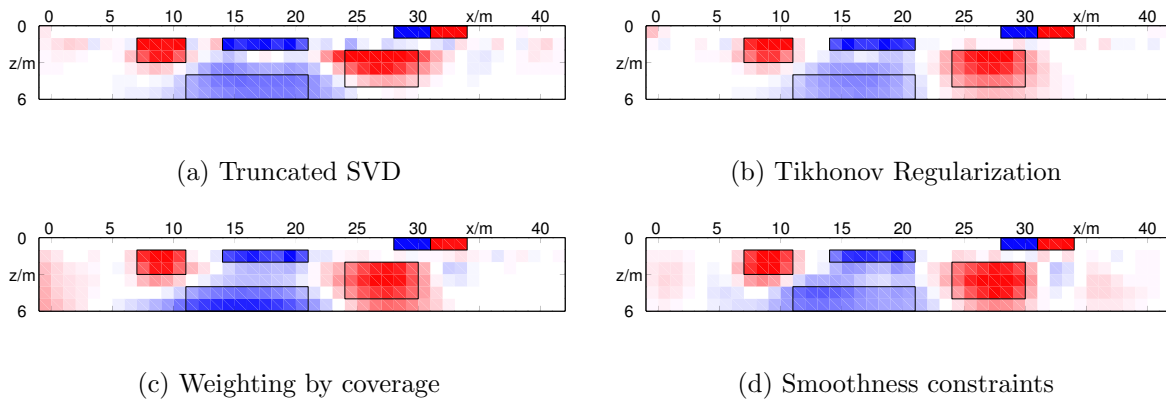 0 5 10 15 20 25 30 x/m 40
0
z/m
6
(a) Truncated SVD
0 5 10 15 20 25 30 x/m 40
0
z/m
6
(b) Tikhonov Regularization
0 5 10 15 20 25 30 x/m 40
0
z/m
6
(c) Weighting by coverage
0 5 10 15 20 25 30 x/m 40
0
z/m
6
(d) Smoothness constraints